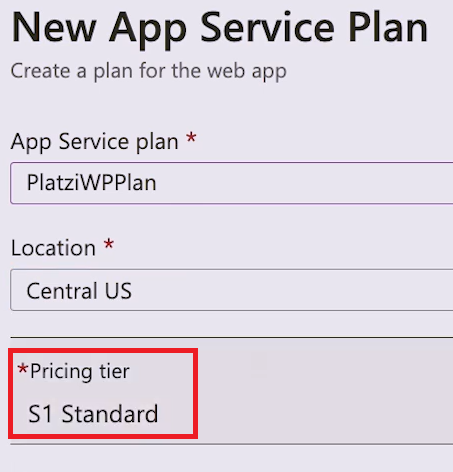 New App Service Plan
Create a plan for the web app
App Service plan *
PlatziWPPlan
Location *
Central US
*Pricing tier
S1 Standard